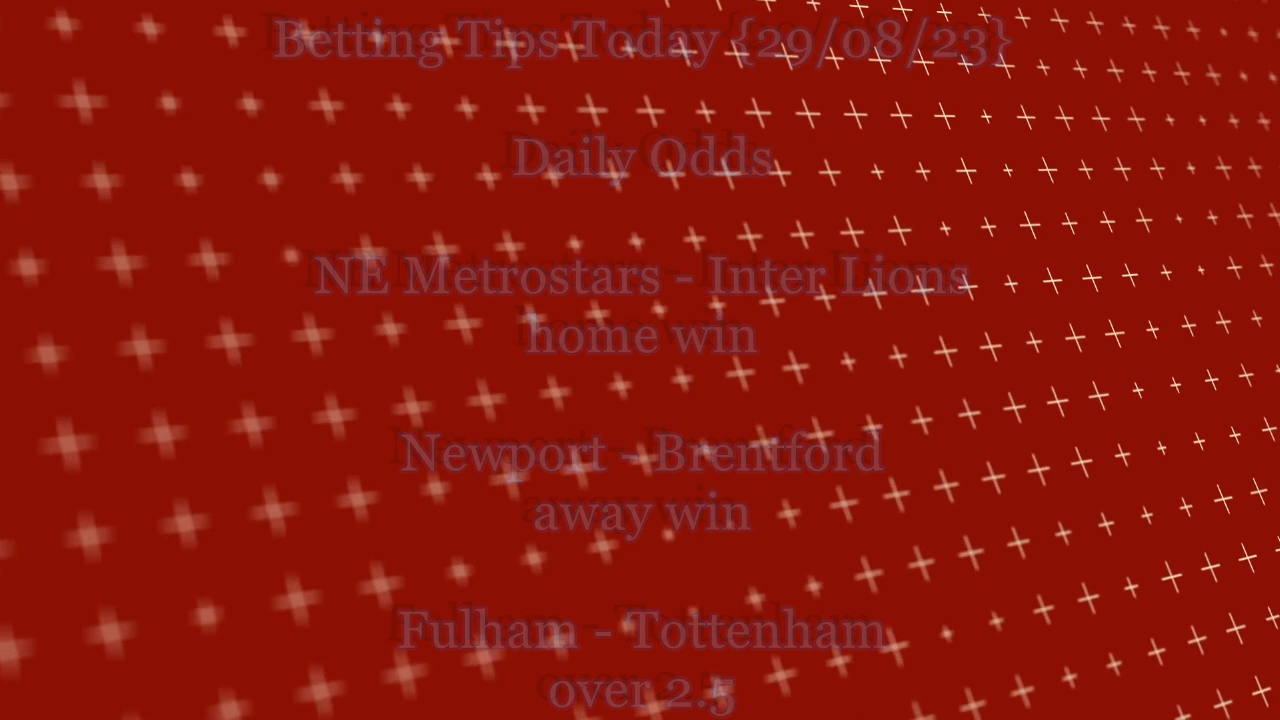 Betting Tips Today {29/08/23}
Daily Odds
NE Metrostars - Inter Lions
home win
Newport - Brentford
away win
Fulham - Tottenham
over 2.5